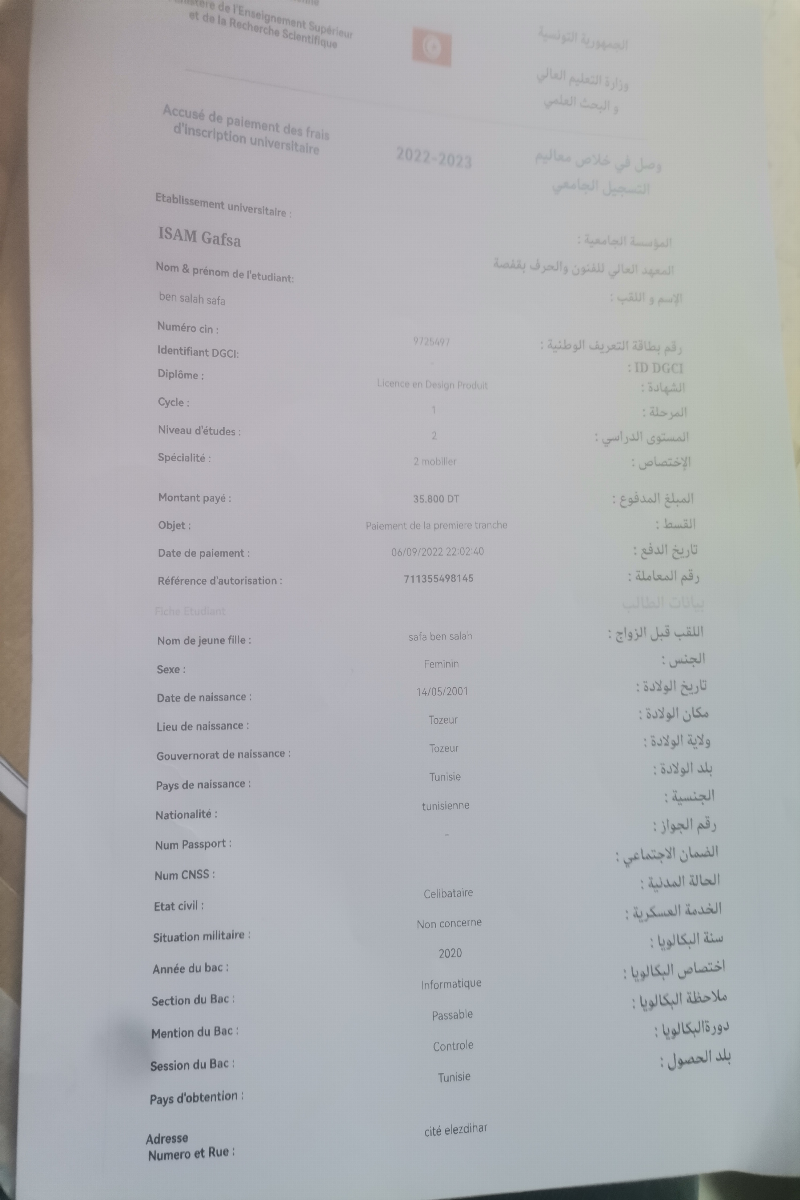 de l'Enseignement Supérieur
et de la Recherche Scientifique
الجمهورية التونسية
وزارة التعليم العالي
و البحث العلمي
Accusé de paiement des frais
d'inscription universitaire
2022-2023
وصل في خلاص معاليم
التسجيل الجامعي
Etablissement universitaire :
المؤسسة الجامعية :
ISAM Gafsa
المعهد العالي للفنون والحرف بقفصة
Nom & prénom de l'etudiant:
الإسم و اللقب :
ben salah safa
Numéro cin : 9725497 رقم بطاقة التعريف الوطنية :
Identifiant DGCI: - ID DGCI :
Diplôme : Licence en Design Produit الشهادة :
Cycle : 1 المرحلة :
Niveau d'études : 2 المستوى الدراسي :
Spécialité : 2 mobilier الإختصاص :
Montant payé : 35.800 DT المبلغ المدفوع :
Objet : Paiement de la premiere tranche القسط :
Date de paiement : 06/09/2022 22:02:40 تاريخ الدفع :
Référence d'autorisation : 711355498145 رقم المعاملة :
Fiche Etudiant بيانات الطالب
Nom de jeune fille : safa ben salah اللقب قبل الزواج :
Sexe : Feminin الجنس :
Date de naissance : 14/05/2001 تاريخ الولادة :
Lieu de naissance : Tozeur مكان الولادة :
Gouvernorat de naissance : Tozeur ولاية الولادة :
Pays de naissance : Tunisie بلد الولادة :
Nationalité : tunisienne الجنسية :
Num Passport : - رقم الجواز :
Num CNSS : الضمان الاجتماعي :
Etat civil : Celibataire الحالة المدنية :
Situation militaire : Non concerne الخدمة العسكرية :
Année du bac : 2020 سنة البكالويا :
Section du Bac : Informatique اختصاص البكالويا :
Mention du Bac : Passable ملاحظة البكالويا :
Session du Bac : Controle دورةالبكالويا :
Pays d'obtention : Tunisie بلد الحصول :
Adresse
Numero et Rue : cité elezdihar